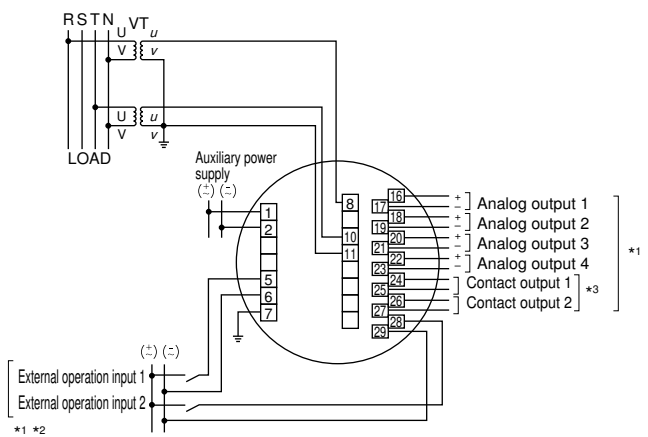 R S T N VT
U u
V v
U u
V v
LOAD
Auxiliary power
supply
(±) (-)
1
2
5
6
7
8
10
11
16 + Analog output 1
17 −
18 + Analog output 2
19 −
20 + Analog output 3
21 −
22 + Analog output 4
23 −
24 Contact output 1
25
26 Contact output 2
27
28
29
*3
*1
(±) (-)
External operation input 1
External operation input 2
*1 *2